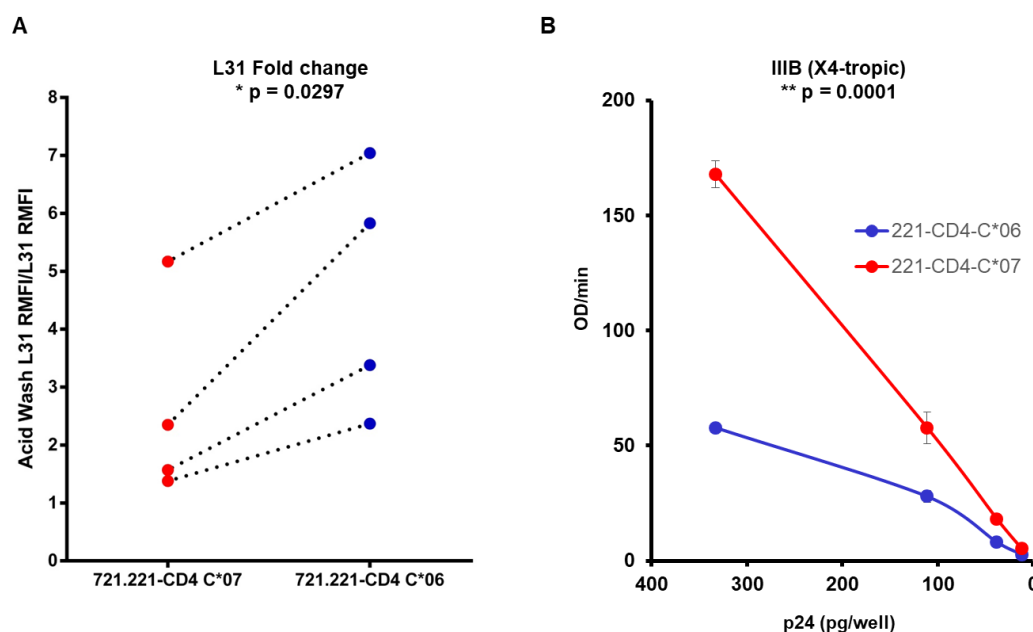 A
L31 Fold change
* p = 0.0297
Acid Wash L31 RMFI/L31 RMFI
8
7
6
5
4
3
2
1
0
721.221-CD4 C*07
721.221-CD4 C*06
B
IIIB (X4-tropic)
** p = 0.0001
OD/min
200
150
100
50
0
221-CD4-C*06
221-CD4-C*07
400
300
200
100
0
p24 (pg/well)